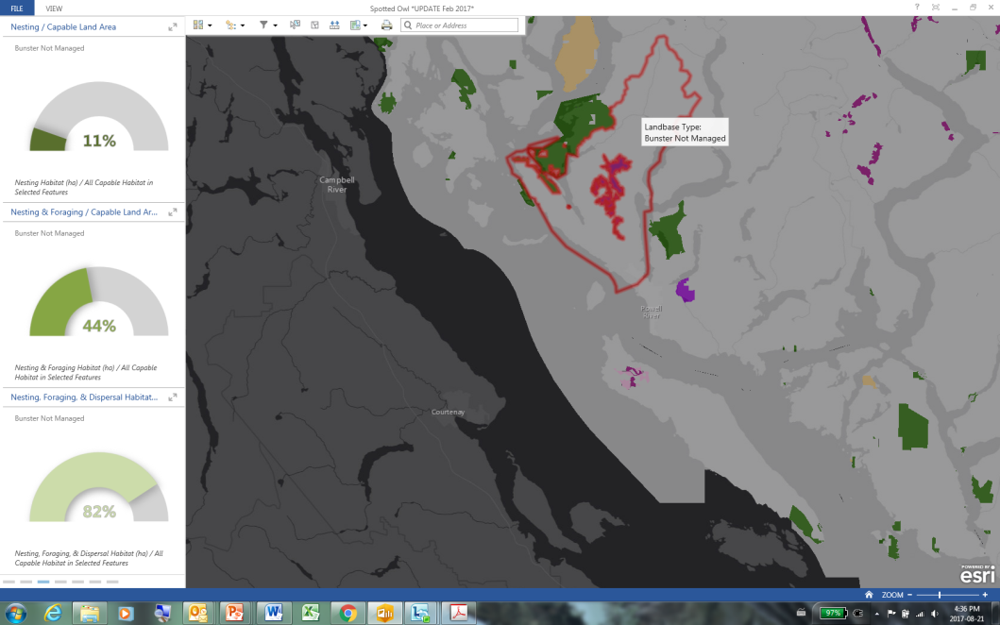 FILE
VIEW
Spotted Owl *UPDATE Feb 2017*
?
Place or Address
Nesting / Capable Land Area
Bunster Not Managed
11%
Nesting Habitat (ha) / All Capable Habitat in
Selected Features
Nesting & Foraging / Capable Land Ar...
Bunster Not Managed
44%
Nesting & Foraging Habitat (ha) / All Capable
Habitat in Selected Features
Nesting, Foraging, & Dispersal Habitat...
Bunster Not Managed
82%
Nesting, Foraging, & Dispersal Habitat (ha) / All
Capable Habitat in Selected Features
Landbase Type:
Bunster Not Managed
Campbell
River
Powell
River
Courtenay
POWERED BY
esri
ZOOM
97%
4:36 PM
2017-08-21